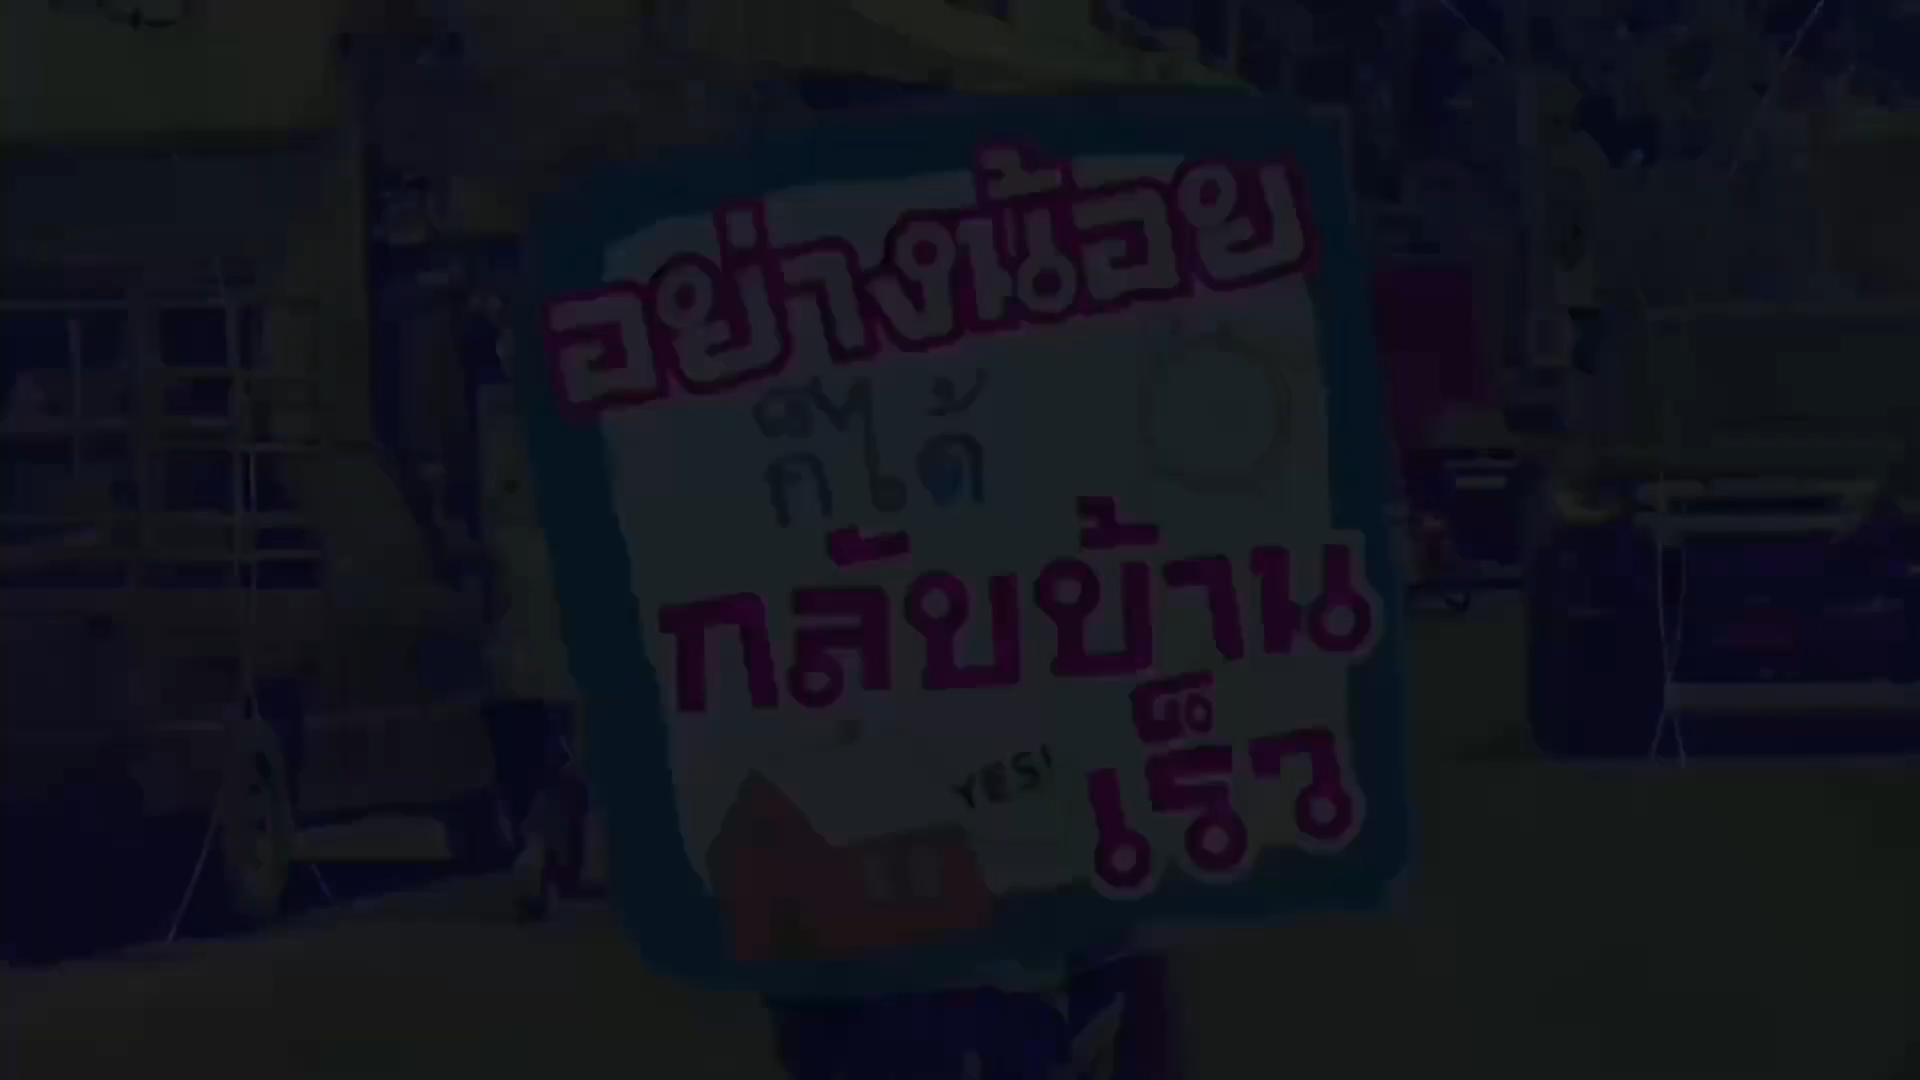 อย่างน้อย
ก็ได้
กลับบ้าน
เร็ว
YES!